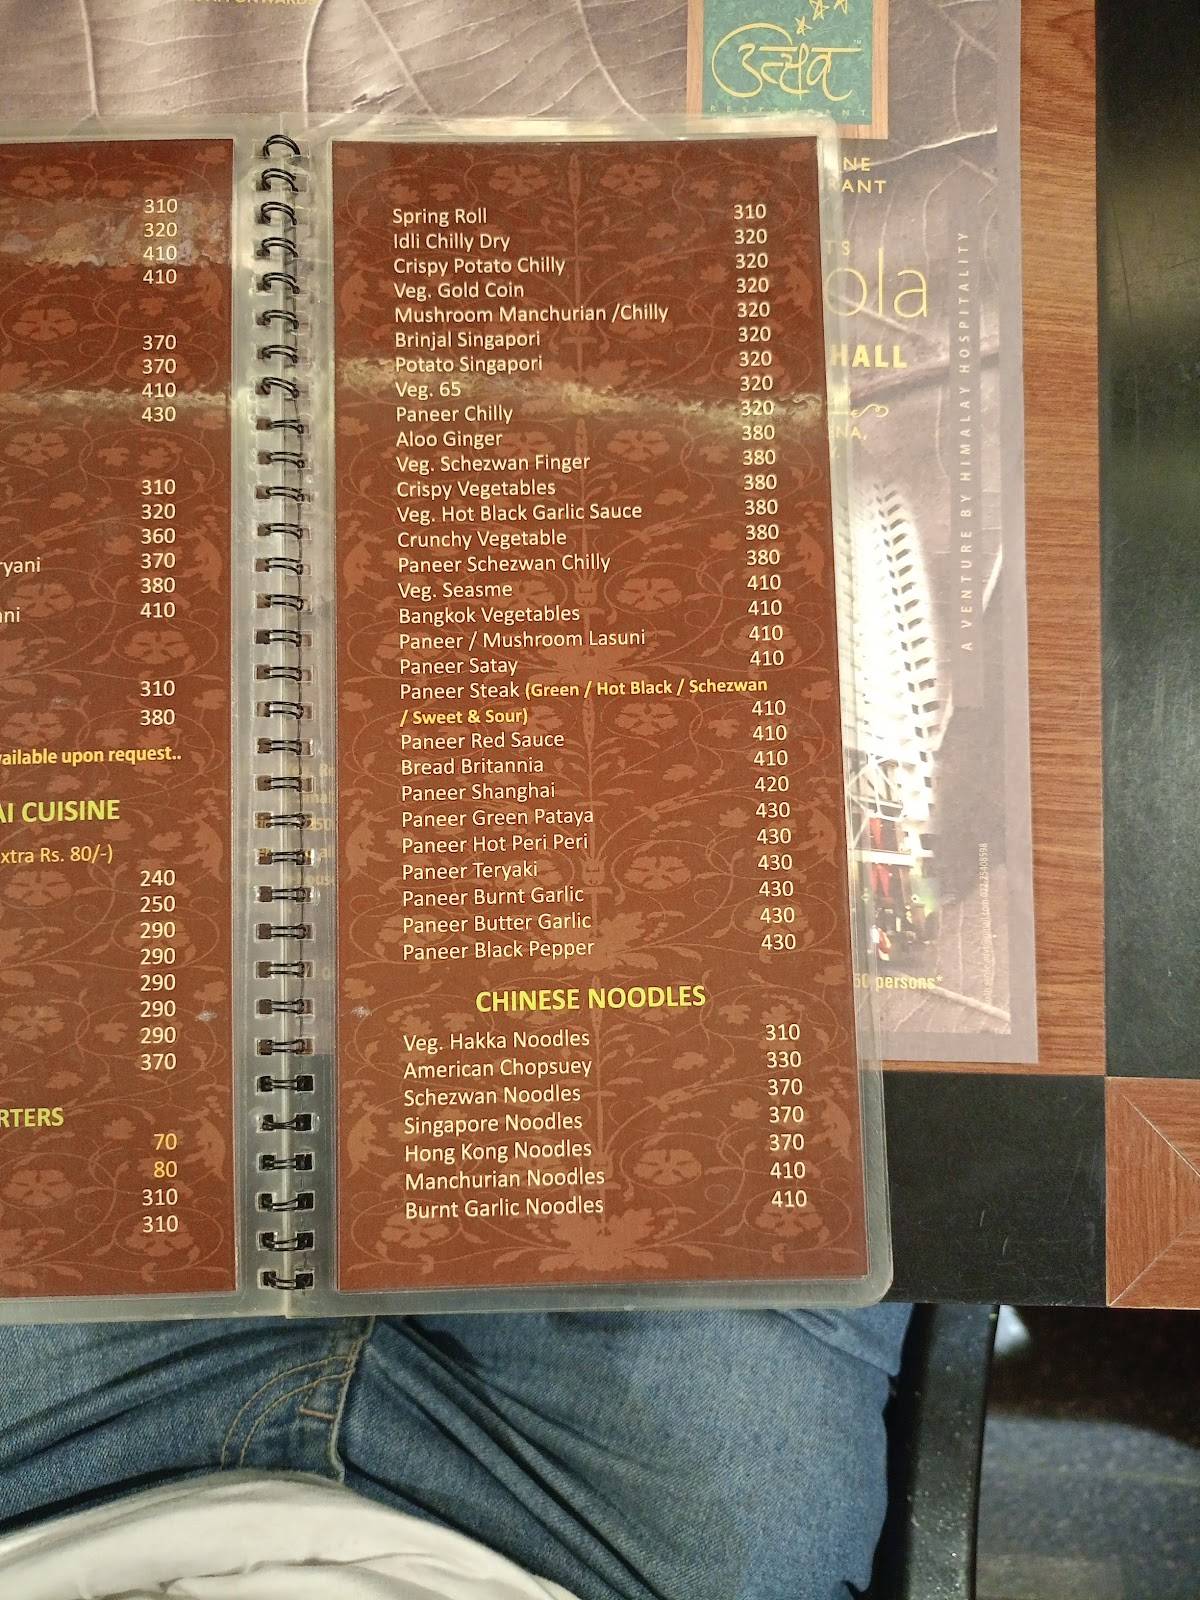 उत्सव
RESTAURANT
NE
RANT
TS
ola
HALL
NA,
A VENTURE BY HIMALAY HOSPITALITY
50 persons*
310
320
410
410
370
370
410
430
310
320
360
ryani 370
380
ani 410
310
380
vailable upon request..
AI CUISINE
xtra Rs. 80/-)
240
250
290
290
290
290
290
370
RTERS
70
80
310
310
Spring Roll 310
Idli Chilly Dry 320
Crispy Potato Chilly 320
Veg. Gold Coin 320
Mushroom Manchurian /Chilly 320
Brinjal Singapori 320
Potato Singapori 320
Veg. 65 320
Paneer Chilly 320
Aloo Ginger 380
Veg. Schezwan Finger 380
Crispy Vegetables 380
Veg. Hot Black Garlic Sauce 380
Crunchy Vegetable 380
Paneer Schezwan Chilly 380
Veg. Seasme 410
Bangkok Vegetables 410
Paneer / Mushroom Lasuni 410
Paneer Satay 410
Paneer Steak (Green / Hot Black / Schezwan
/ Sweet & Sour) 410
Paneer Red Sauce 410
Bread Britannia 410
Paneer Shanghai 420
Paneer Green Pataya 430
Paneer Hot Peri Peri 430
Paneer Teryaki 430
Paneer Burnt Garlic 430
Paneer Butter Garlic 430
Paneer Black Pepper 430
CHINESE NOODLES
Veg. Hakka Noodles 310
American Chopsuey 330
Schezwan Noodles 370
Singapore Noodles 370
Hong Kong Noodles 370
Manchurian Noodles 410
Burnt Garlic Noodles 410